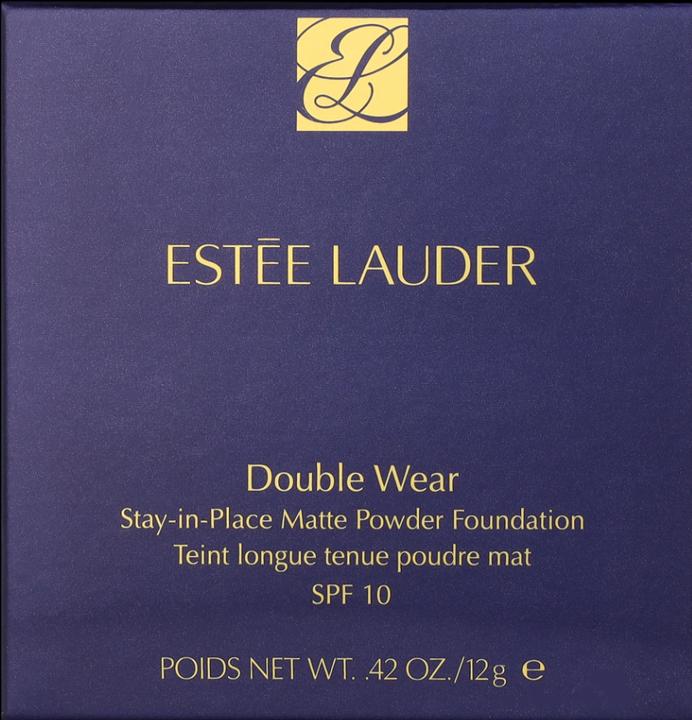 EL
ESTĒE LAUDER
Double Wear
Stay-in-Place Matte Powder Foundation
Teint longue tenue poudre mat
SPF 10
POIDS NET WT. .42 OZ./12g ℮